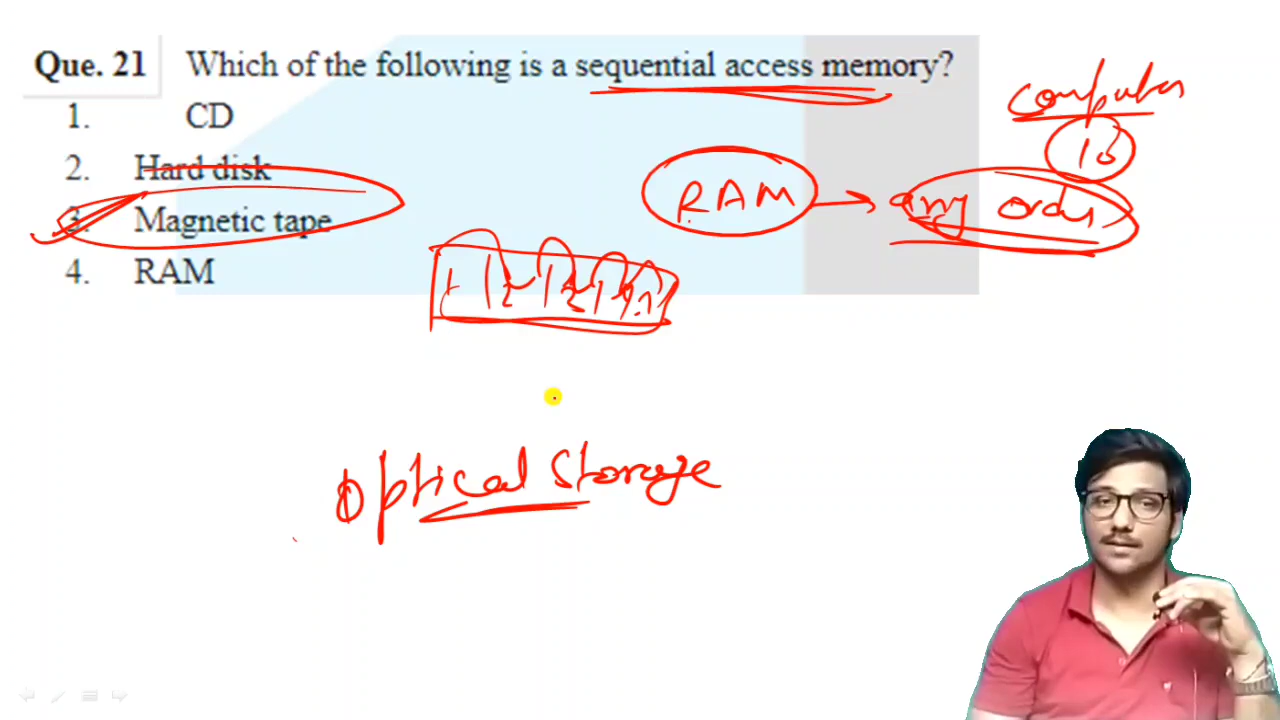 Que. 21 Which of the following is a sequential access memory?
1. CD
2. Hard disk
3. Magnetic tape
4. RAM
computer
RAM
any order
Optical Storage